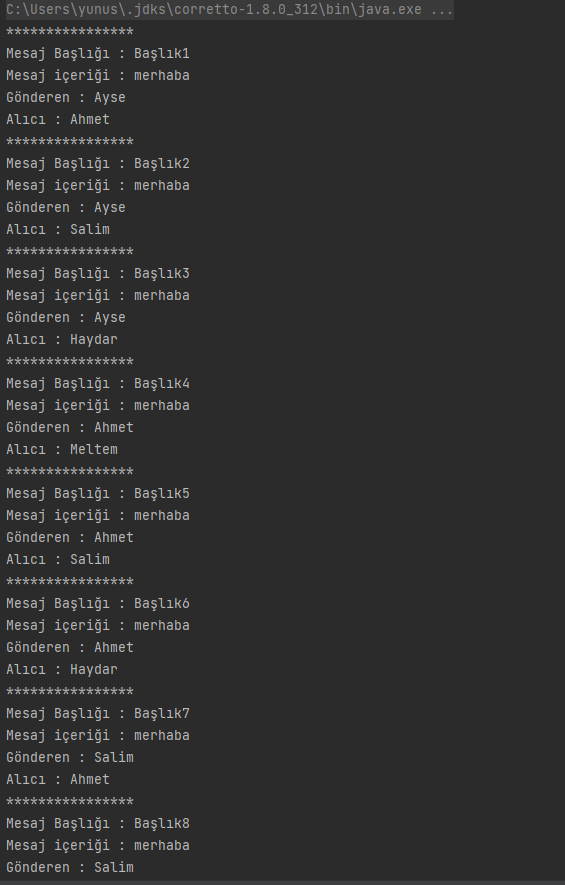 C:\Users\yunus\.jdks\corretto-1.8.0_312\bin\java.exe ...
****************
Mesaj Başlığı : Başlık1
Mesaj içeriği : merhaba
Gönderen : Ayse
Alıcı : Ahmet
****************
Mesaj Başlığı : Başlık2
Mesaj içeriği : merhaba
Gönderen : Ayse
Alıcı : Salim
****************
Mesaj Başlığı : Başlık3
Mesaj içeriği : merhaba
Gönderen : Ayse
Alıcı : Haydar
****************
Mesaj Başlığı : Başlık4
Mesaj içeriği : merhaba
Gönderen : Ahmet
Alıcı : Meltem
****************
Mesaj Başlığı : Başlık5
Mesaj içeriği : merhaba
Gönderen : Ahmet
Alıcı : Salim
****************
Mesaj Başlığı : Başlık6
Mesaj içeriği : merhaba
Gönderen : Ahmet
Alıcı : Haydar
****************
Mesaj Başlığı : Başlık7
Mesaj içeriği : merhaba
Gönderen : Salim
Alıcı : Ahmet
****************
Mesaj Başlığı : Başlık8
Mesaj içeriği : merhaba
Gönderen : Salim